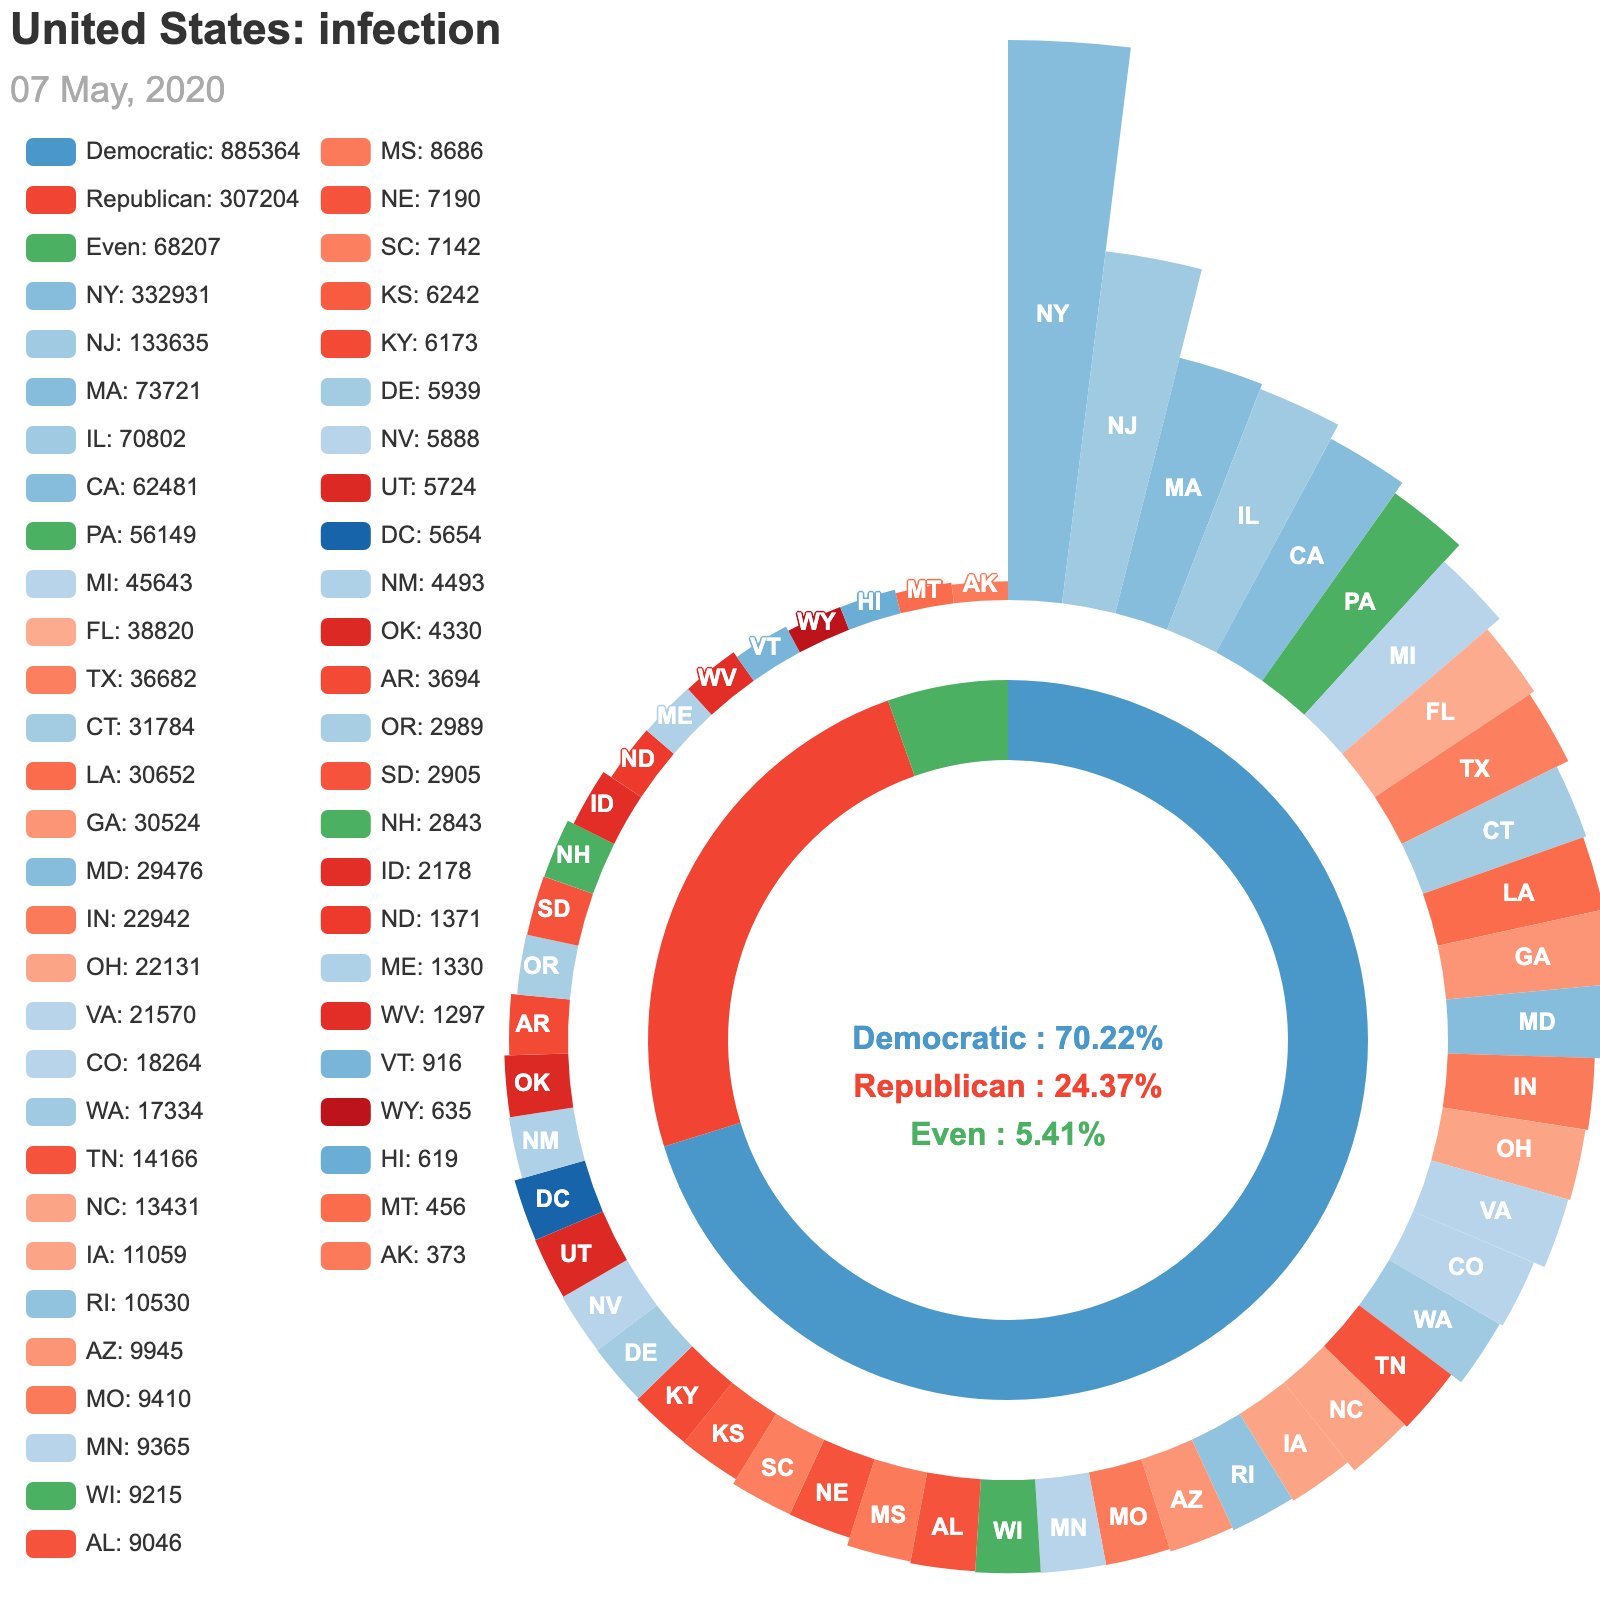 United States: infection
07 May, 2020
Democratic: 885364
Republican: 307204
Even: 68207
NY: 332931
NJ: 133635
MA: 73721
IL: 70802
CA: 62481
PA: 56149
MI: 45643
FL: 38820
TX: 36682
CT: 31784
LA: 30652
GA: 30524
MD: 29476
IN: 22942
OH: 22131
VA: 21570
CO: 18264
WA: 17334
TN: 14166
NC: 13431
IA: 11059
RI: 10530
AZ: 9945
MO: 9410
MN: 9365
WI: 9215
AL: 9046
MS: 8686
NE: 7190
SC: 7142
KS: 6242
KY: 6173
DE: 5939
NV: 5888
UT: 5724
DC: 5654
NM: 4493
OK: 4330
AR: 3694
OR: 2989
SD: 2905
NH: 2843
ID: 2178
ND: 1371
ME: 1330
WV: 1297
VT: 916
WY: 635
HI: 619
MT: 456
AK: 373
NY
NJ
MA
IL
CA
PA
MI
FL
TX
CT
LA
GA
MD
IN
OH
VA
CO
WA
TN
NC
IA
RI
AZ
MO
MN
WI
AL
MS
NE
SC
KS
KY
DE
NV
UT
DC
NM
OK
AR
OR
SD
NH
ID
ND
ME
WV
VT
WY
HI
MT
AK
Democratic : 70.22%
Republican : 24.37%
Even : 5.41%